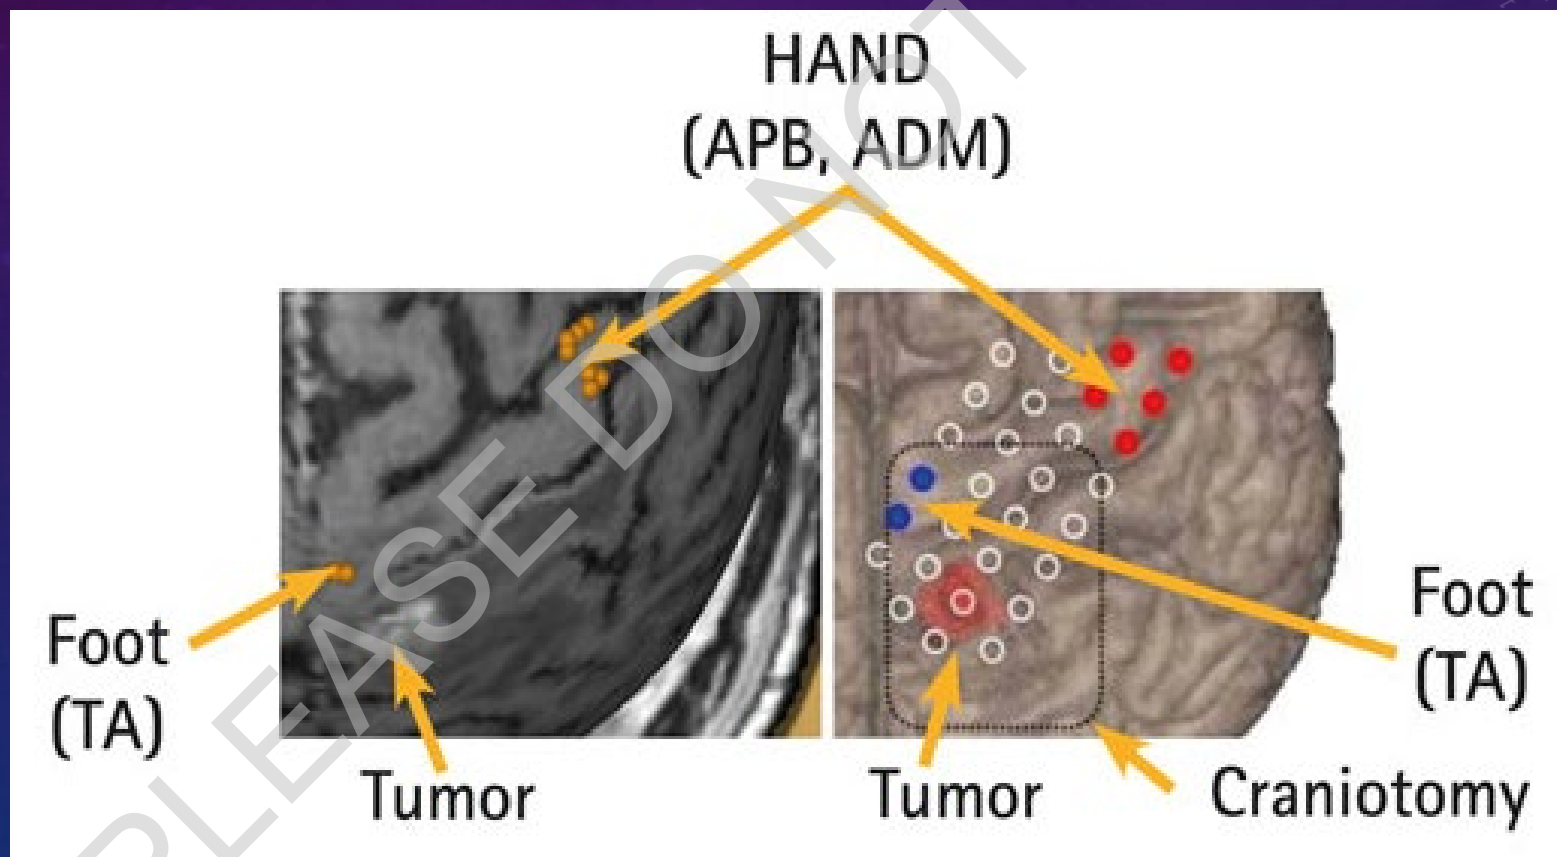 HAND
(APB, ADM)
Foot
(TA)
Tumor
Tumor
Craniotomy
Foot
(TA)
PLEASE DO NOT